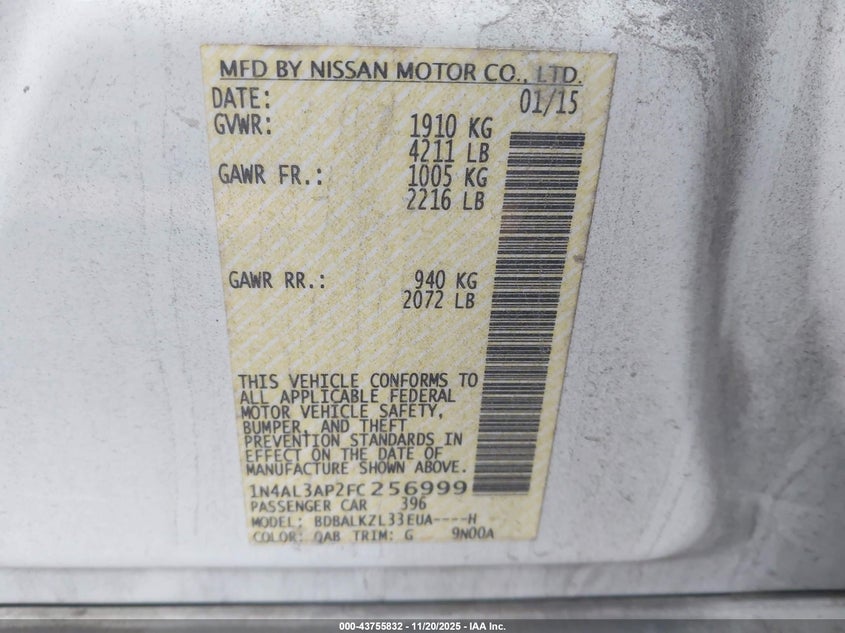 MFD BY NISSAN MOTOR CO., LTD.
DATE: 01/15
GVWR: 1910 KG
4211 LB
GAWR FR.: 1005 KG
2216 LB
GAWR RR.: 940 KG
2072 LB
THIS VEHICLE CONFORMS TO
ALL APPLICABLE FEDERAL
MOTOR VEHICLE SAFETY,
BUMPER, AND THEFT
PREVENTION STANDARDS IN
EFFECT ON THE DATE OF
MANUFACTURE SHOWN ABOVE.
1N4AL3AP2FC256999
PASSENGER CAR 396
MODEL: BDBALKZL33EUA----H
COLOR: QAB TRIM: G 9N00A
000-43755832 - 11/20/2025 - IAA Inc.